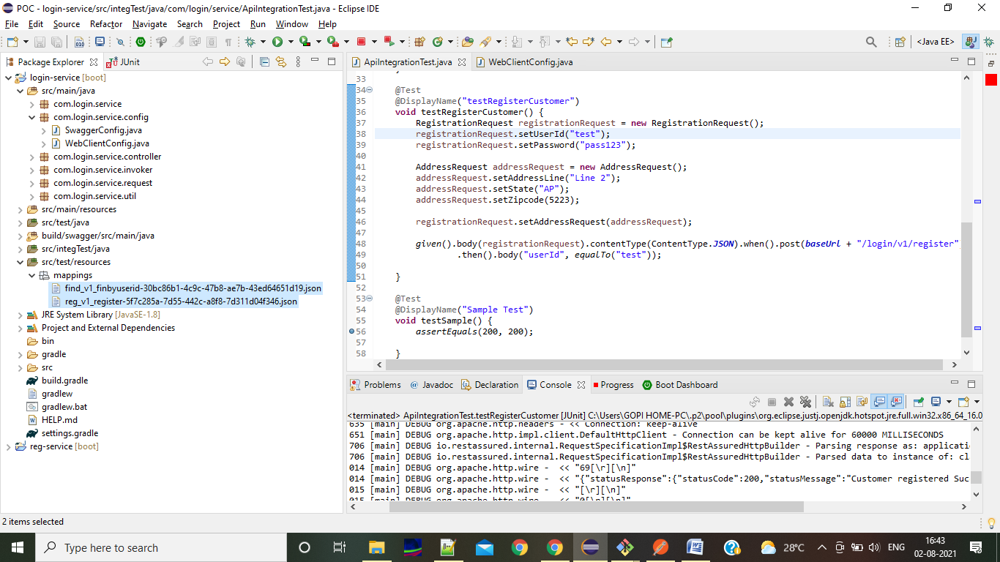 POC - login-service/src/integTest/java/com/login/service/ApiIntegrationTest.java - Eclipse IDE
File Edit Source Refactor Navigate Search Project Run Window Help
<Java EE>
Package Explorer
JUnit
login-service [boot]
src/main/java
com.login.service
com.login.service.config
SwaggerConfig.java
WebClientConfig.java
com.login.service.controller
com.login.service.invoker
com.login.service.request
com.login.service.util
src/main/resources
src/test/java
build/swagger/src/main/java
src/integTest/java
src/test/resources
mappings
find_v1_finbyuserid-30bc86b1-4c9c-47b8-ae7b-43ed64651d19.json
reg_v1_register-5f7c285a-7d55-442c-a8f8-7d311d04f346.json
JRE System Library [JavaSE-1.8]
Project and External Dependencies
bin
gradle
src
build.gradle
gradlew
gradlew.bat
HELP.md
settings.gradle
reg-service [boot]
ApiIntegrationTest.java WebClientConfig.java
33
34 @Test
35 @DisplayName("testRegisterCustomer")
36 void testRegisterCustomer() {
37 RegistrationRequest registrationRequest = new RegistrationRequest();
38 registrationRequest.setUserId("test");
39 registrationRequest.setPassword("pass123");
40
41 AddressRequest addressRequest = new AddressRequest();
42 addressRequest.setAddressLine("Line 2");
43 addressRequest.setState("AP");
44 addressRequest.setZipcode(5223);
45
46 registrationRequest.setAddressRequest(addressRequest);
47
48 given().body(registrationRequest).contentType(ContentType.JSON).when().post(baseUrl + "/login/v1/register"
49 .then().body("userId", equalTo("test"));
50
51 }
52
53 @Test
54 @DisplayName("Sample Test")
55 void testSample() {
56 assertEquals(200, 200);
57
58 }
Problems @ Javadoc Declaration Console Progress Boot Dashboard
<terminated> ApiIntegrationTest.testRegisterCustomer [JUnit] C:\Users\GOPI HOME-PC\.p2\pool\plugins\org.eclipse.justj.openjdk.hotspot.jre.full.win32.x86_64_16.0
635 [main] DEBUG org.apache.http.headers - << Connection: keep-alive
651 [main] DEBUG org.apache.http.impl.client.DefaultHttpClient - Connection can be kept alive for 60000 MILLISECONDS
706 [main] DEBUG io.restassured.internal.RequestSpecificationImpl$RestAssuredHttpBuilder - Parsing response as: applicatio
706 [main] DEBUG io.restassured.internal.RequestSpecificationImpl$RestAssuredHttpBuilder - Parsed data to instance of: cl
014 [main] DEBUG org.apache.http.wire - << "69[\r][\n]"
014 [main] DEBUG org.apache.http.wire - << "{"statusResponse":{"statusCode":200,"statusMessage":"Customer registered Suc
015 [main] DEBUG org.apache.http.wire - << "[\r][\n]"
015 [main] DEBUG org.apache.http.wire - << "0[\r][\n]"
2 items selected
Type here to search
28°C
ENG
16:43
02-08-2021